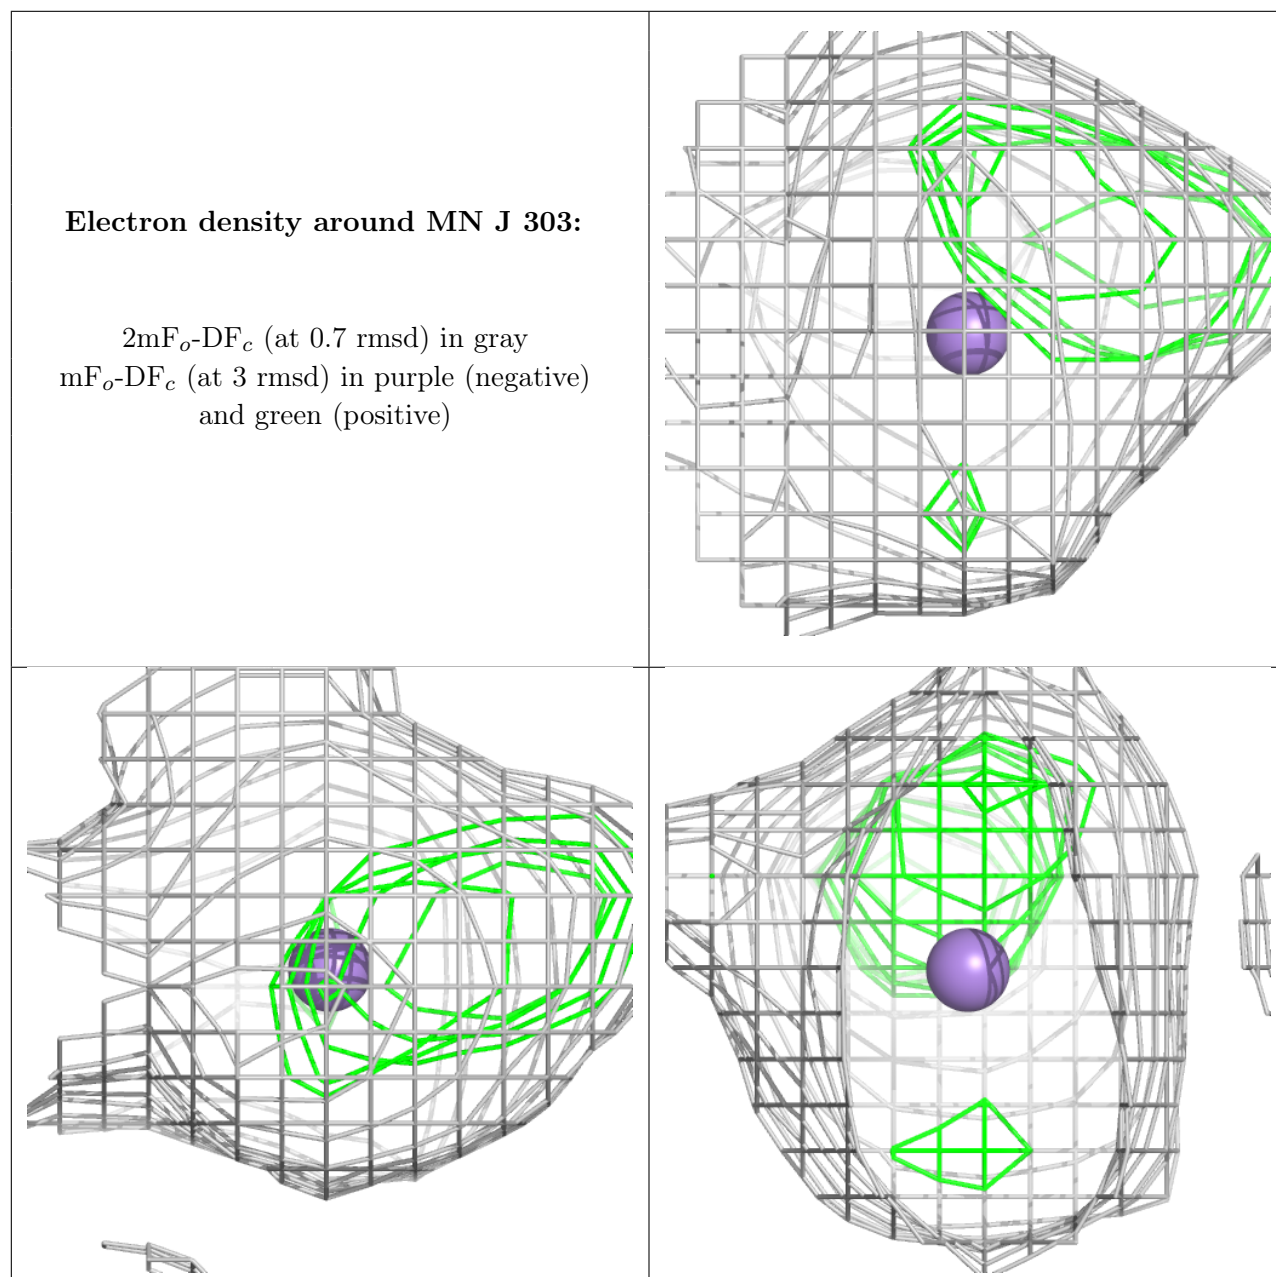 Electron density around MN J 303:
2mFo-DFc (at 0.7 rmsd) in gray
mFo-DFc (at 3 rmsd) in purple (negative)
and green (positive)